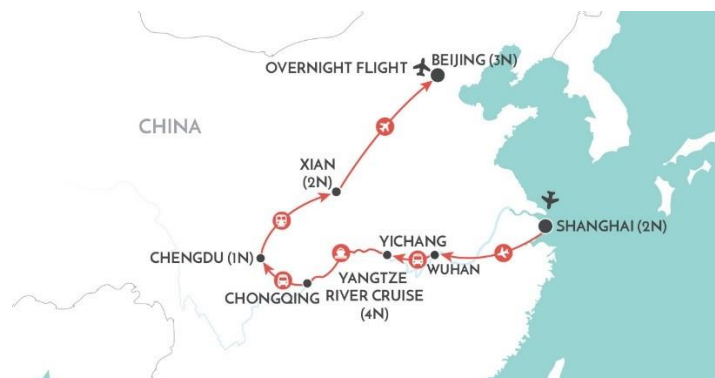 OVERNIGHT FLIGHT
BEIJING (3N)
CHINA
XIAN
(2N)
SHANGHAI (2N)
YICHANG
WUHAN
CHENGDU (1N)
CHONGQING
YANGTZE
RIVER CRUISE
(4N)